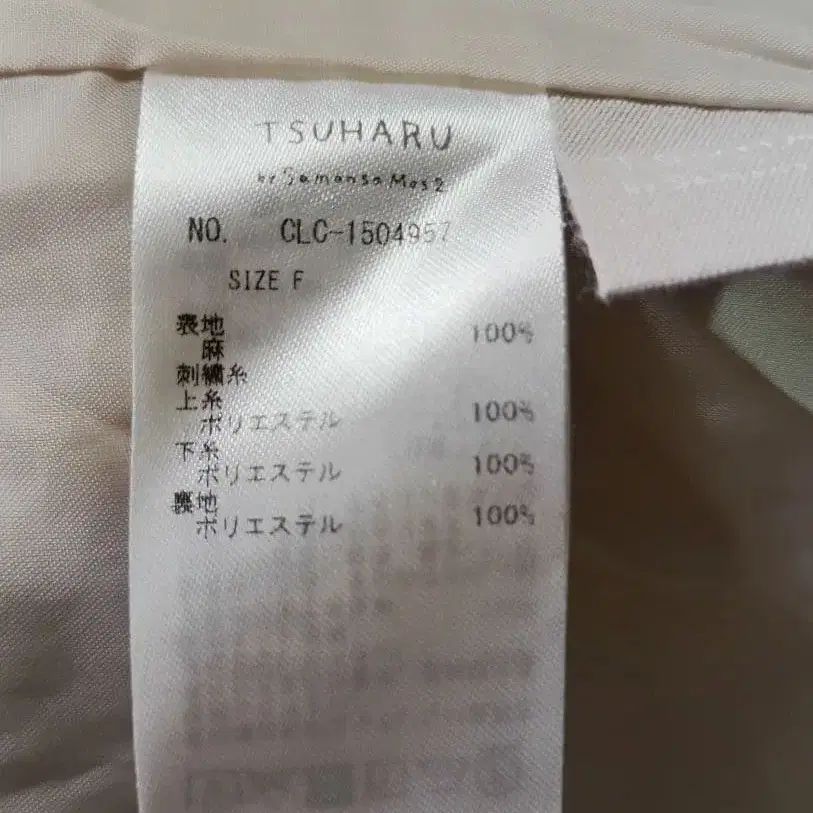 TSUHARU
by Samansa Mos2
NO. CLC-1504957
SIZE F
表地
麻 100%
刺繍糸
上糸
ポリエステル 100%
下糸
ポリエステル 100%
裏地
ポリエステル 100%